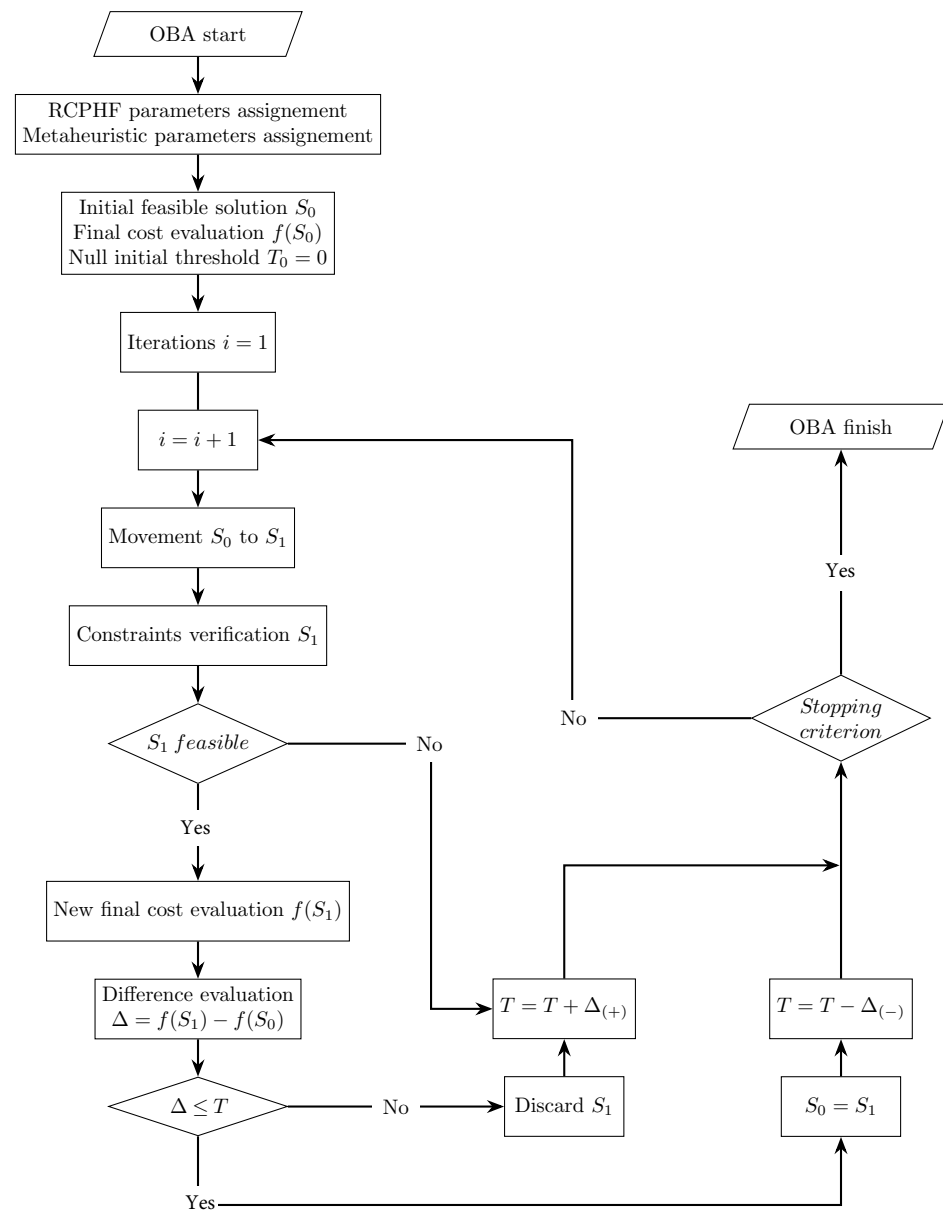 OBA start
RCPHF parameters assignement
Metaheuristic parameters assignement
Initial feasible solution $S_0$
Final cost evaluation $f(S_0)$
Null initial threshold $T_0 = 0$
Iterations $i = 1$
$i = i + 1$
OBA finish
Movement $S_0$ to $S_1$
Yes
Constraints verification $S_1$
Stopping
criterion
No
$S_1$ feasible
No
Yes
New final cost evaluation $f(S_1)$
Difference evaluation
$\Delta = f(S_1) - f(S_0)$
$T = T + \Delta_{(+)}$
$T = T - \Delta_{(-)}$
$\Delta \leq T$
No
Discard $S_1$
$S_0 = S_1$
Yes